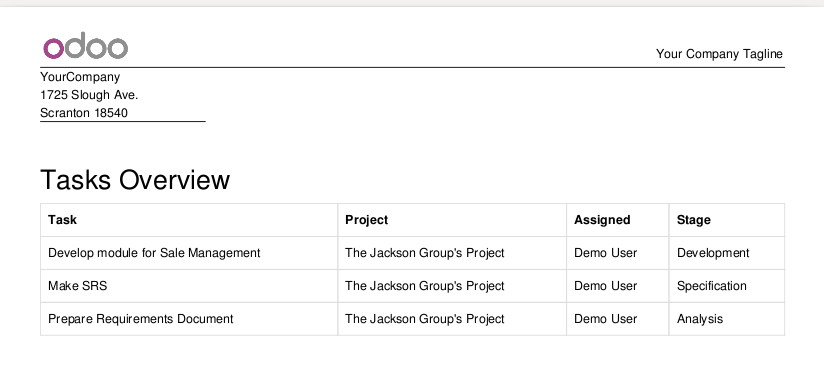 odoo
Your Company Tagline
YourCompany
1725 Slough Ave.
Scranton 18540
Tasks Overview
Task Project Assigned Stage
Develop module for Sale Management The Jackson Group's Project Demo User Development
Make SRS The Jackson Group's Project Demo User Specification
Prepare Requirements Document The Jackson Group's Project Demo User Analysis